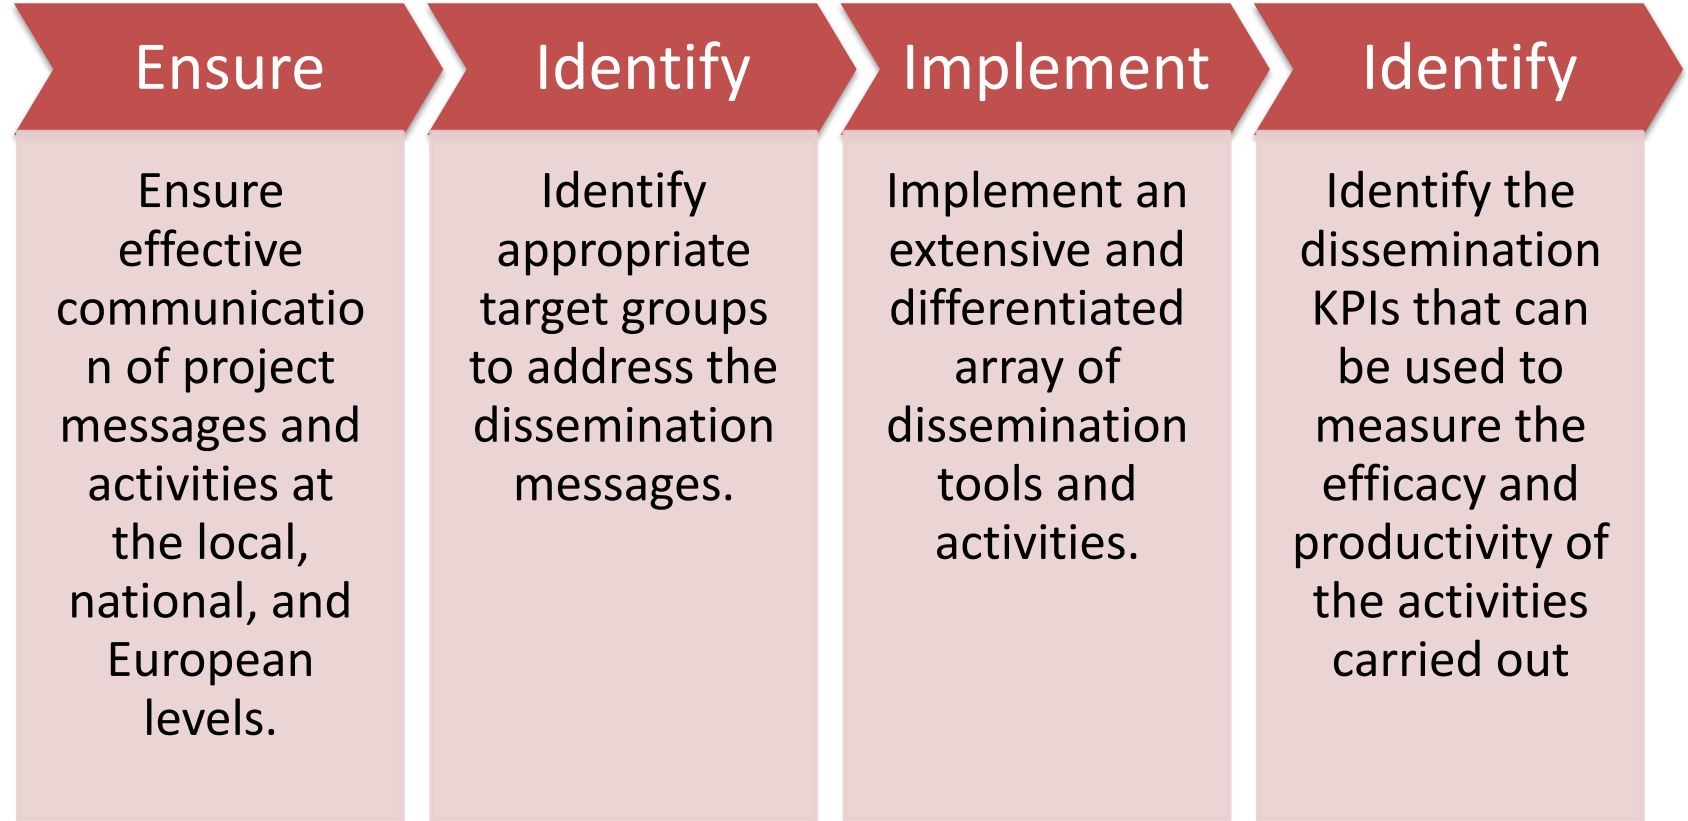 Ensure
Ensure
effective
communicatio
n of project
messages and
activities at
the local,
national, and
European
levels.
Identify
Identify
appropriate
target groups
to address the
dissemination
messages.
Implement
Implement an
extensive and
differentiated
array of
dissemination
tools and
activities.
Identify
Identify the
dissemination
KPIs that can
be used to
measure the
efficacy and
productivity of
the activities
carried out